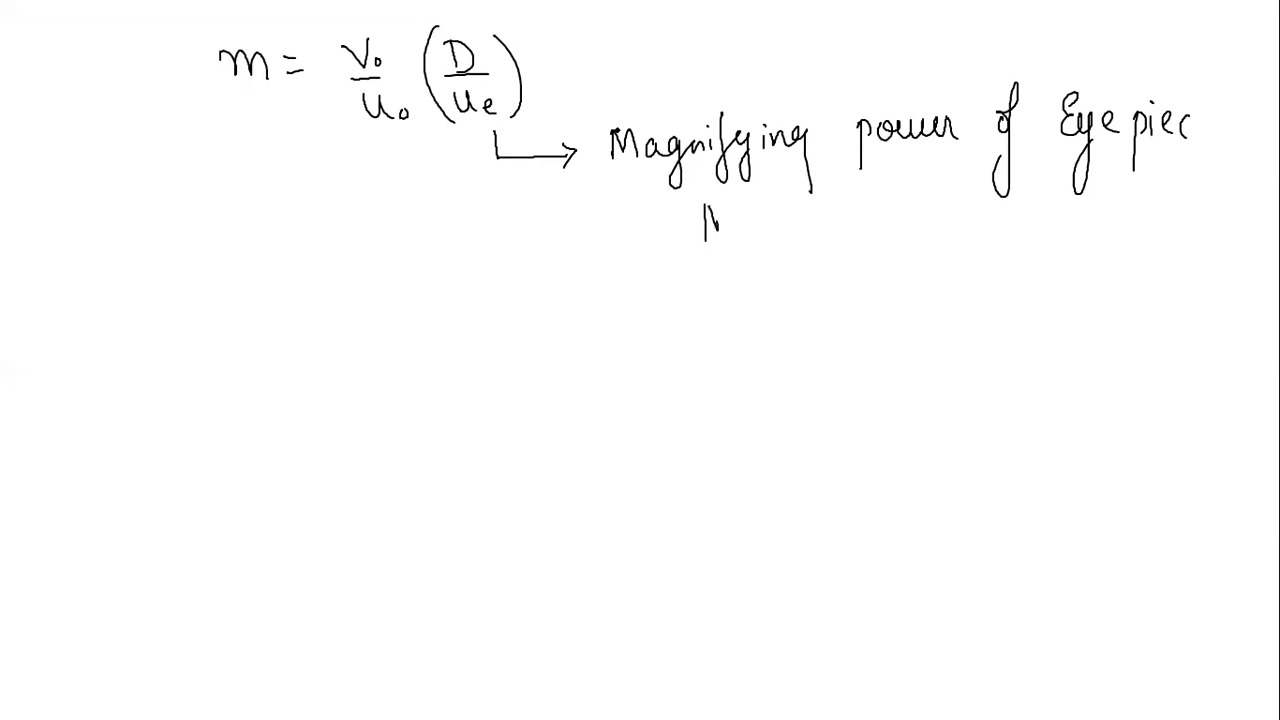 m = V₀/u₀ (D/uₑ)
Magnifying power of Eyepiec